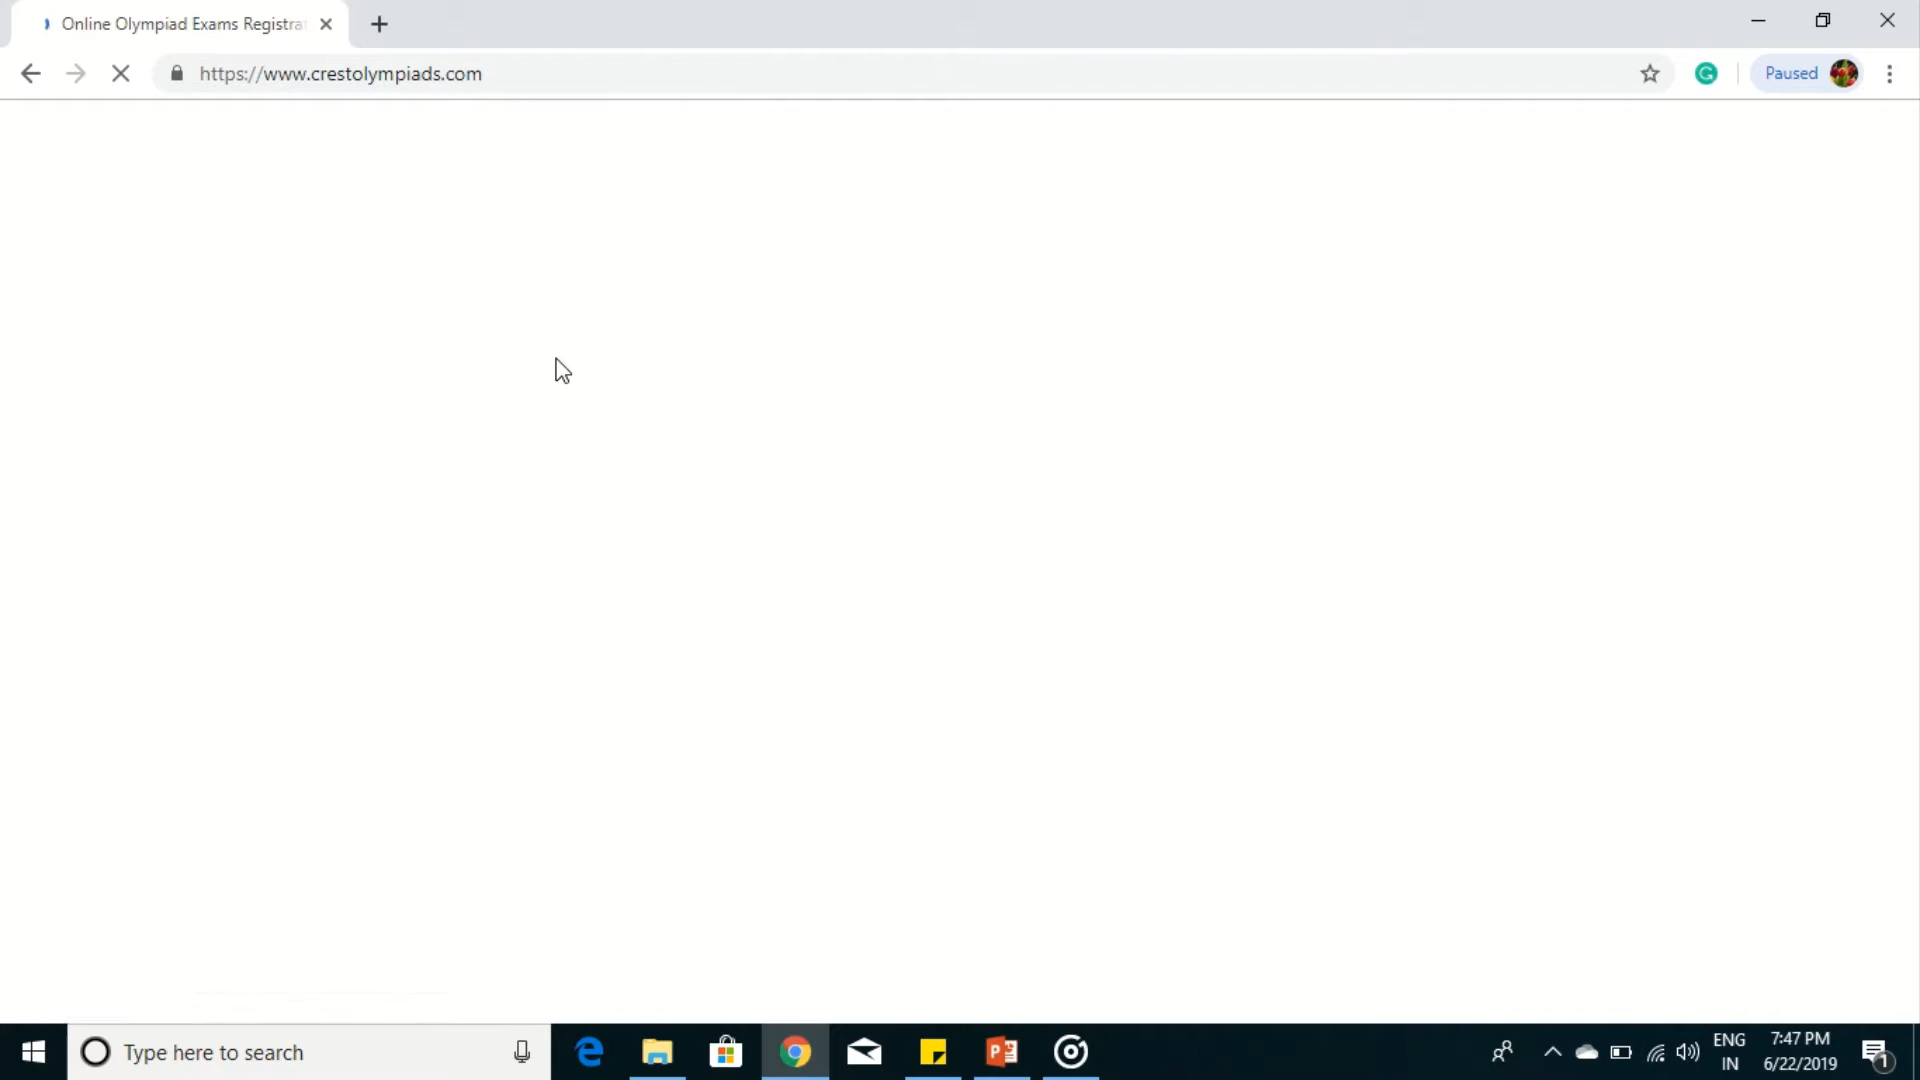 Online Olympiad Exams Registra
https://www.crestolympiads.com
Paused
Type here to search
ENG
IN
7:47 PM
6/22/2019
1